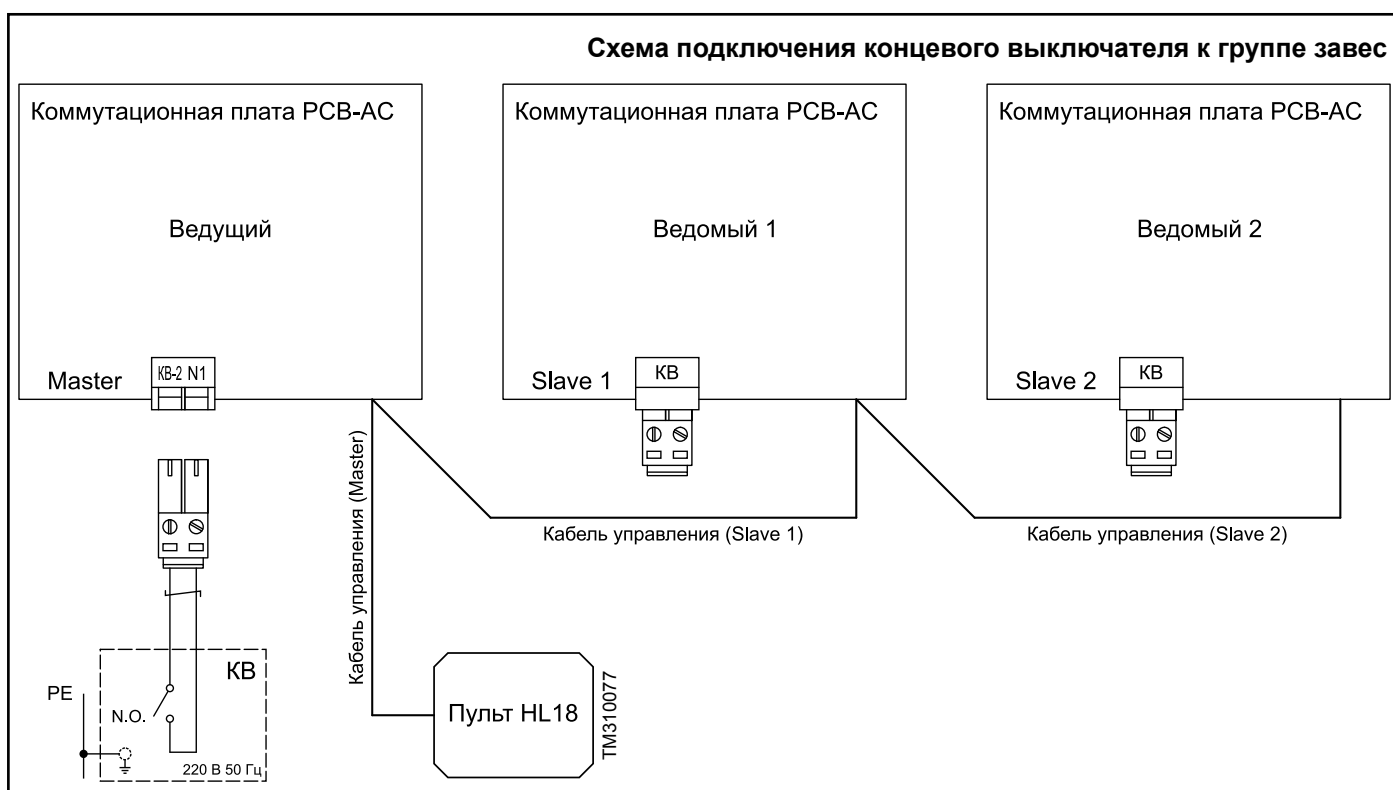 Схема подключения концевого выключателя к группе завес
Коммутационная плата PCB-AC
Ведущий
Master
КВ-2 N1
Коммутационная плата PCB-AC
Ведомый 1
Slave 1
КВ
Коммутационная плата PCB-AC
Ведомый 2
Slave 2
КВ
Кабель управления (Master)
Кабель управления (Slave 1)
Кабель управления (Slave 2)
КВ
PE
N.O.
220 В 50 Гц
Пульт HL18
TM310077